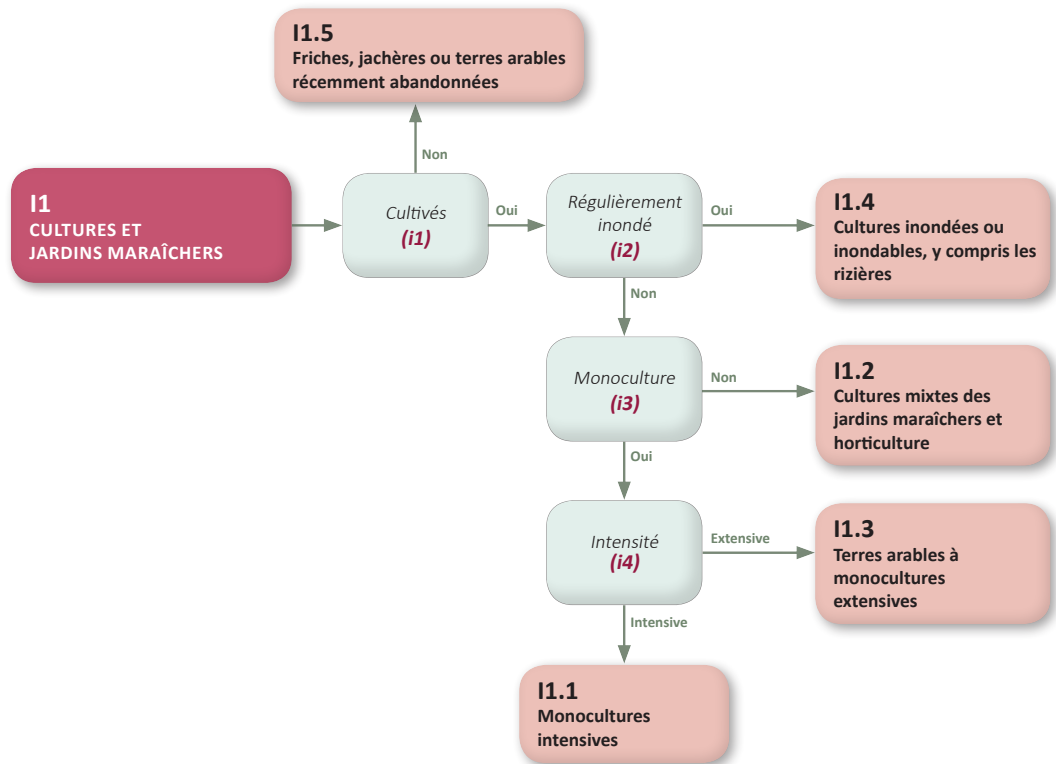 I1.5
Friches, jachères ou terres arables
récemment abandonnées
Non
I1
CULTURES ET
JARDINS MARAÎCHERS
Cultivés
(i1)
Oui
Régulièrement
inondé
(i2)
Oui
I1.4
Cultures inondées ou
inondables, y compris les
rizières
Non
Monoculture
(i3)
Non
I1.2
Cultures mixtes des
jardins maraîchers et
horticulture
Oui
Intensité
(i4)
Extensive
I1.3
Terres arables à
monocultures
extensives
Intensive
I1.1
Monocultures
intensives